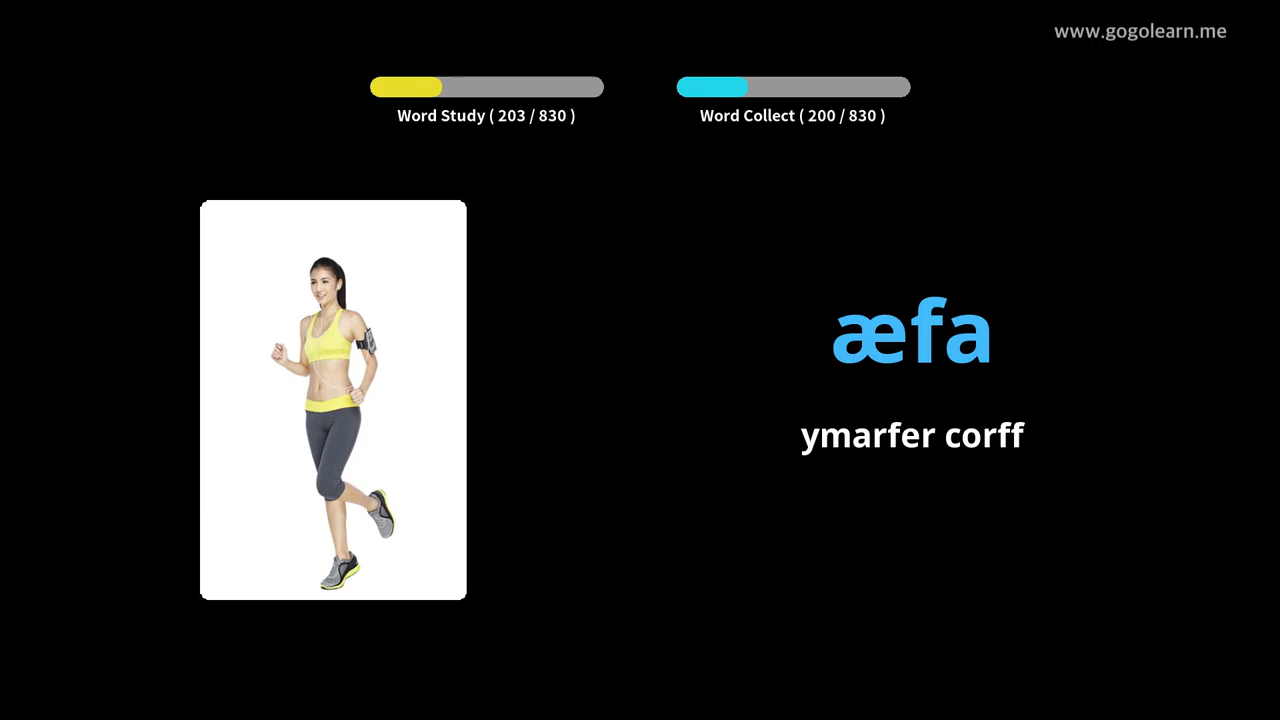 www.gogolearn.me
Word Study ( 203 / 830 )
Word Collect ( 200 / 830 )
æfa
ymarfer corff